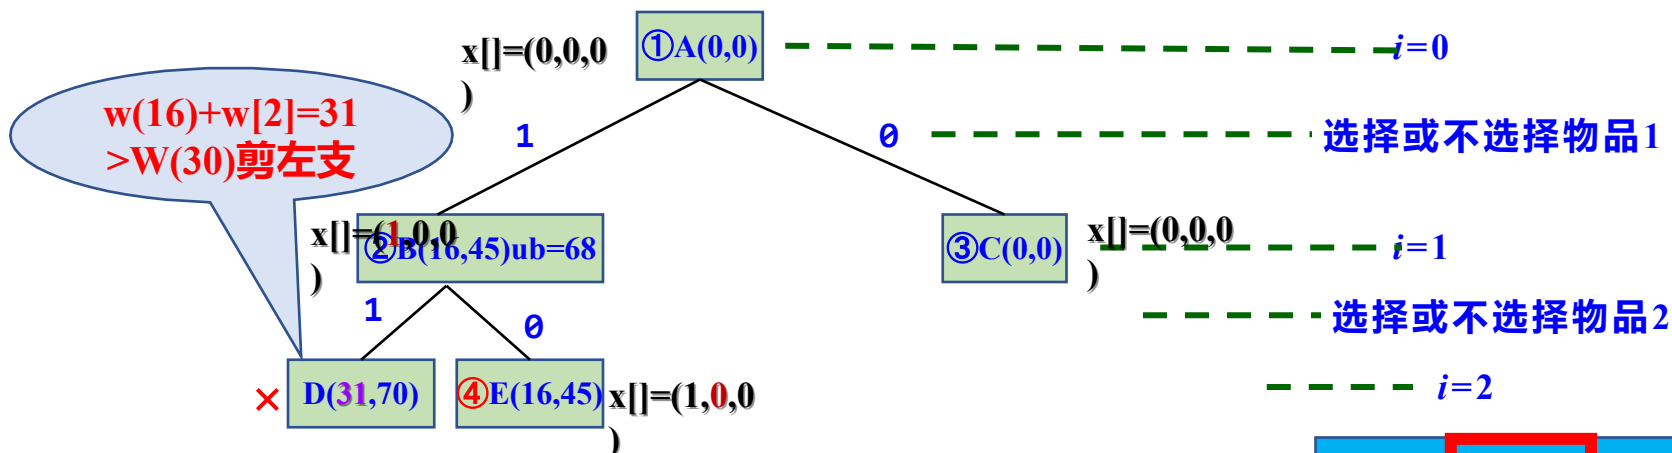 x[]=(0,0,0
)
①A(0,0)
i=0
w(16)+w[2]=31
>W(30)剪左支
1
0
选择或不选择物品1
x[]=(1,0,0
)
②B(16,45)ub=68
③C(0,0)
x[]=(0,0,0
)
i=1
1
0
选择或不选择物品2
×
D(31,70)
④E(16,45)
x[]=(1,0,0
)
i=2